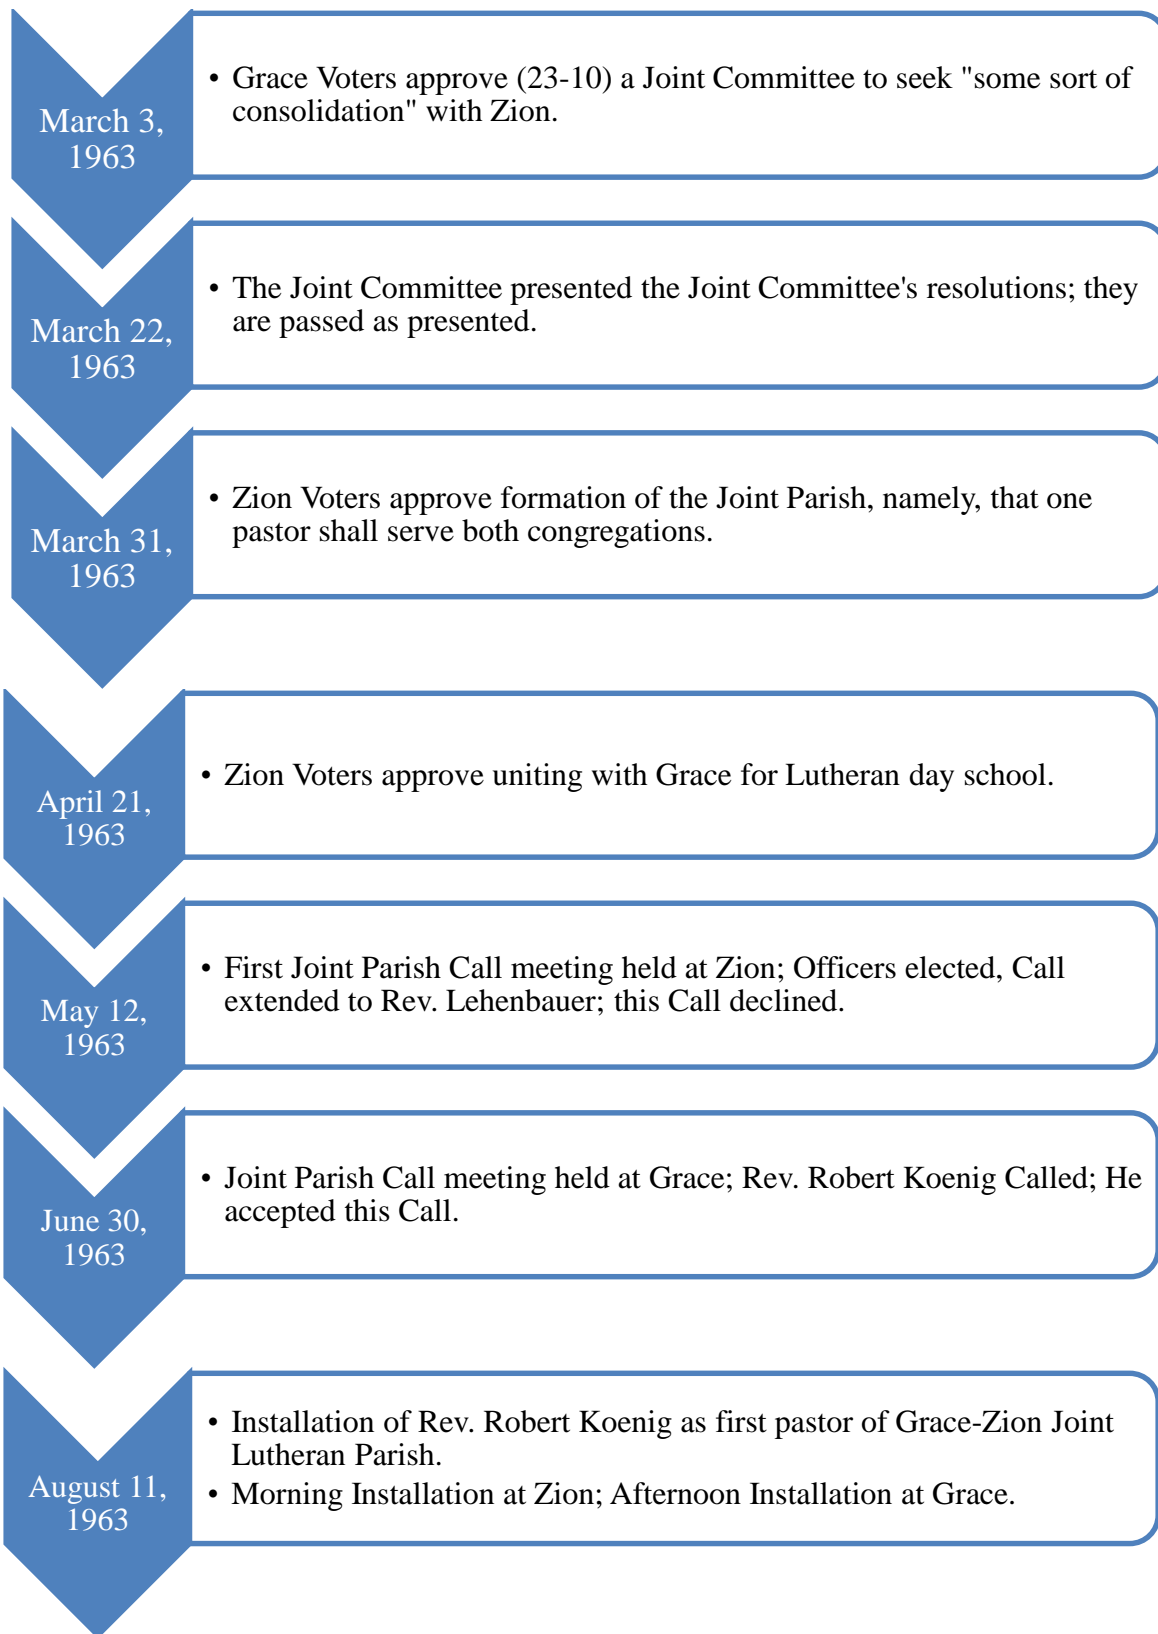 March 3,
1963
• Grace Voters approve (23-10) a Joint Committee to seek "some sort of
consolidation" with Zion.
March 22,
1963
• The Joint Committee presented the Joint Committee's resolutions; they
are passed as presented.
March 31,
1963
• Zion Voters approve formation of the Joint Parish, namely, that one
pastor shall serve both congregations.
April 21,
1963
• Zion Voters approve uniting with Grace for Lutheran day school.
May 12,
1963
• First Joint Parish Call meeting held at Zion; Officers elected, Call
extended to Rev. Lehenbauer; this Call declined.
June 30,
1963
• Joint Parish Call meeting held at Grace; Rev. Robert Koenig Called; He
accepted this Call.
August 11,
1963
• Installation of Rev. Robert Koenig as first pastor of Grace-Zion Joint
Lutheran Parish.
• Morning Installation at Zion; Afternoon Installation at Grace.